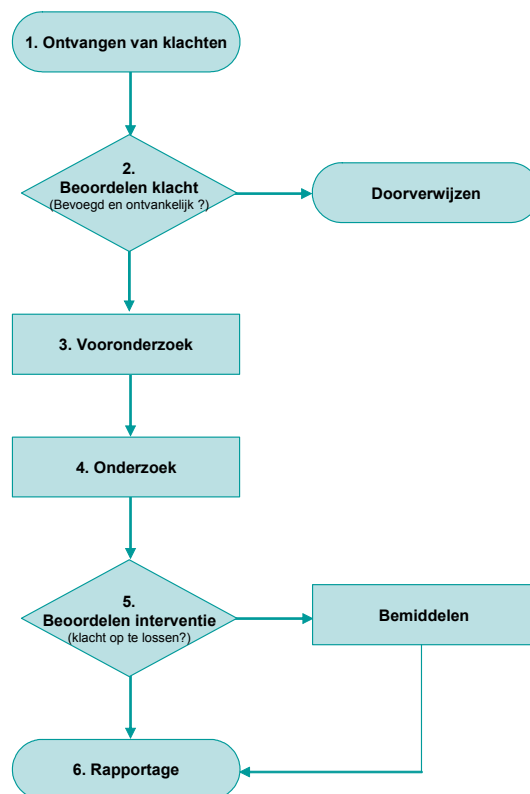 1. Ontvangen van klachten
2.
Beoordelen klacht
(Bevoegd en ontvankelijk ?)
Doorverwijzen
3. Vooronderzoek
4. Onderzoek
5.
Beoordelen interventie
(klacht op te lossen?)
Bemiddelen
6. Rapportage